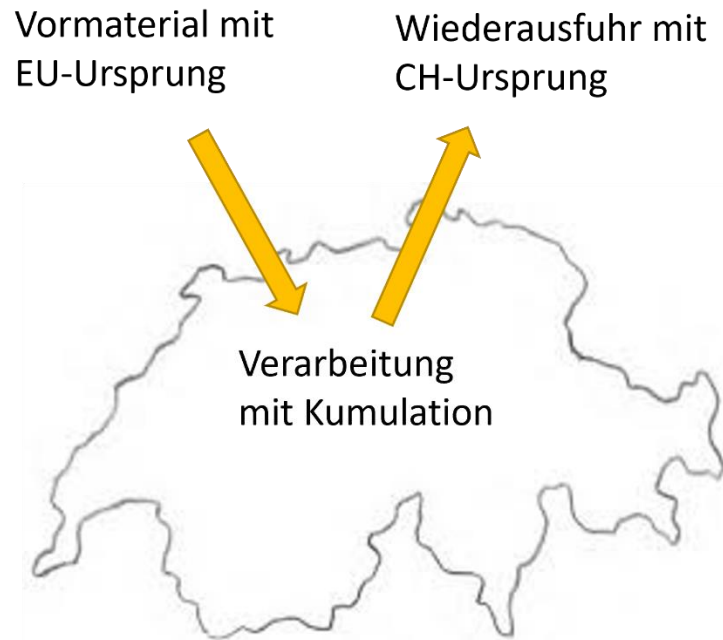 Vormaterial mit
EU-Ursprung
Wiederausfuhr mit
CH-Ursprung
Verarbeitung
mit Kumulation